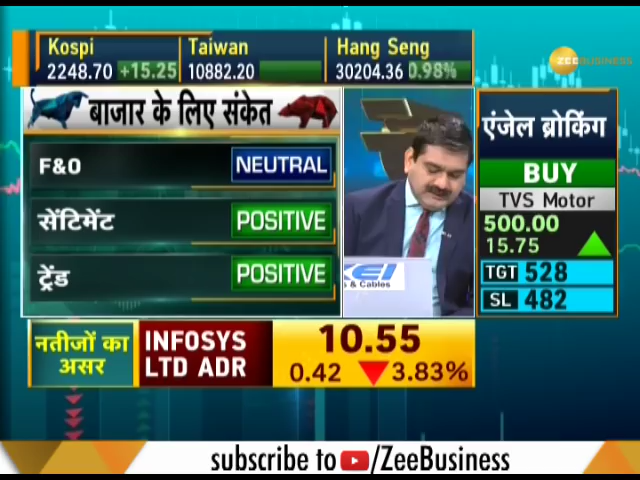 Kospi
2248.70 +15.25
Taiwan
10882.20
Hang Seng
30204.36 0.98%
ZEE BUSINESS
बाजार के लिए संकेत
F&O NEUTRAL
सेंटिमेंट POSITIVE
ट्रेंड POSITIVE
KEI
s & Cables
एंजेल ब्रोकिंग
BUY
TVS Motor
500.00
15.75
TGT 528
SL 482
नतीजों का
असर
INFOSYS
LTD ADR
10.55
0.42 3.83%
subscribe to /ZeeBusiness